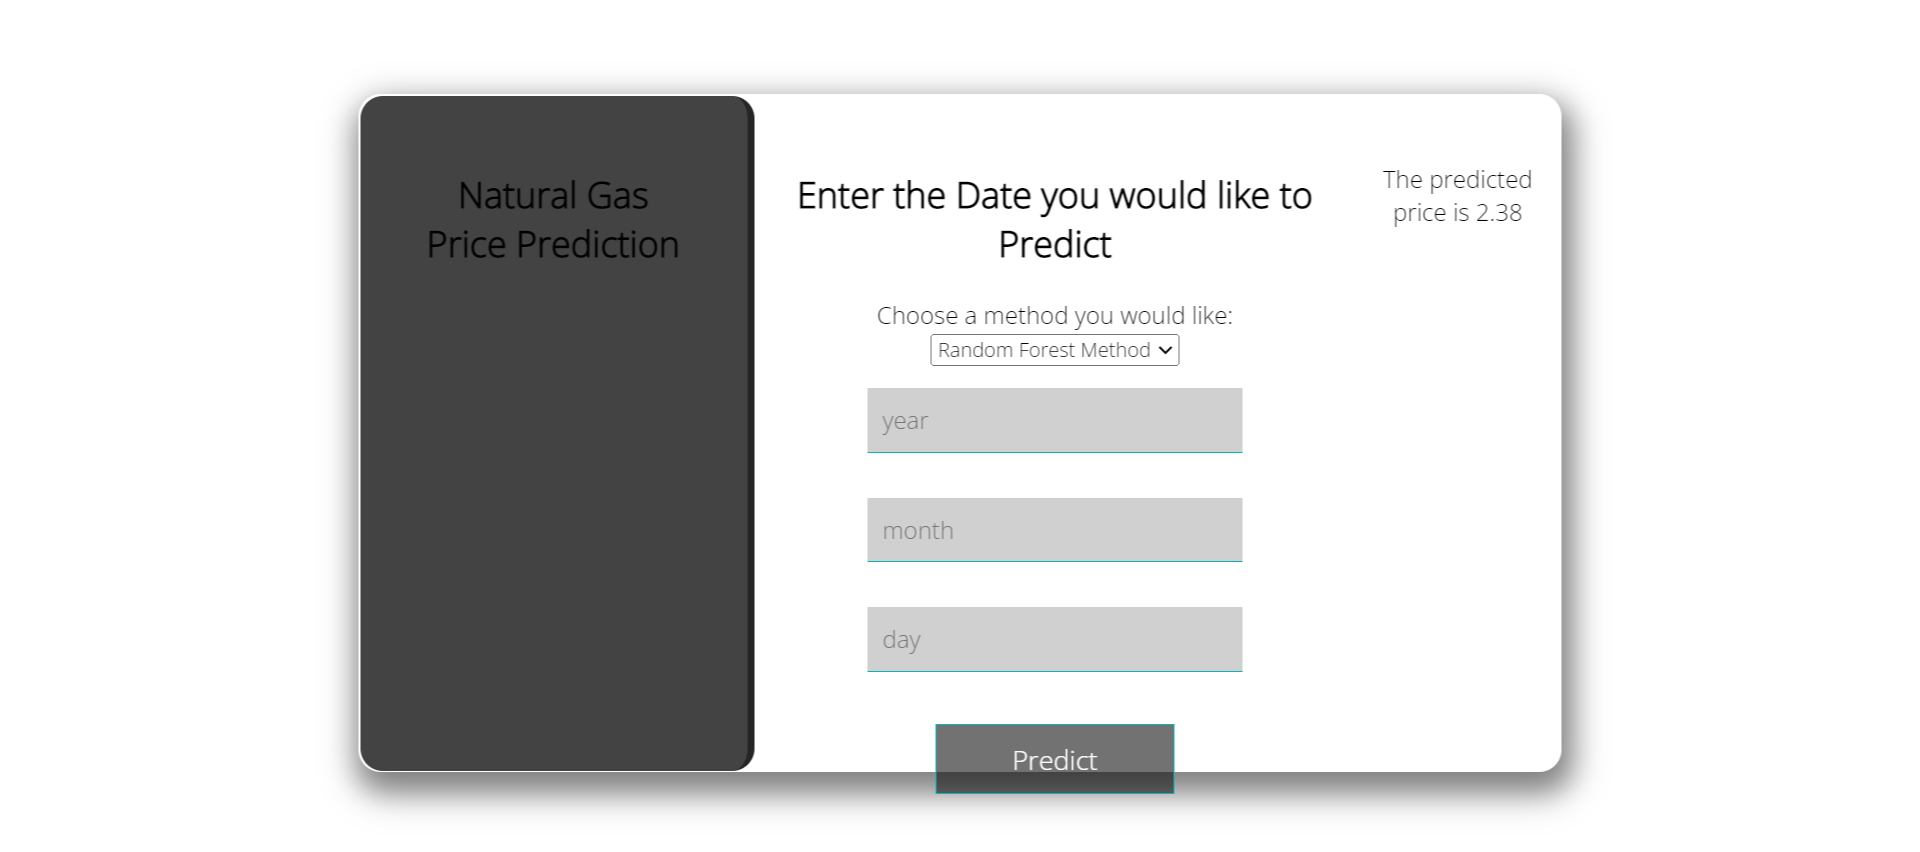 Natural Gas
Price Prediction
Enter the Date you would like to
Predict
Choose a method you would like:
Random Forest Method
year
month
day
Predict
The predicted
price is 2.38